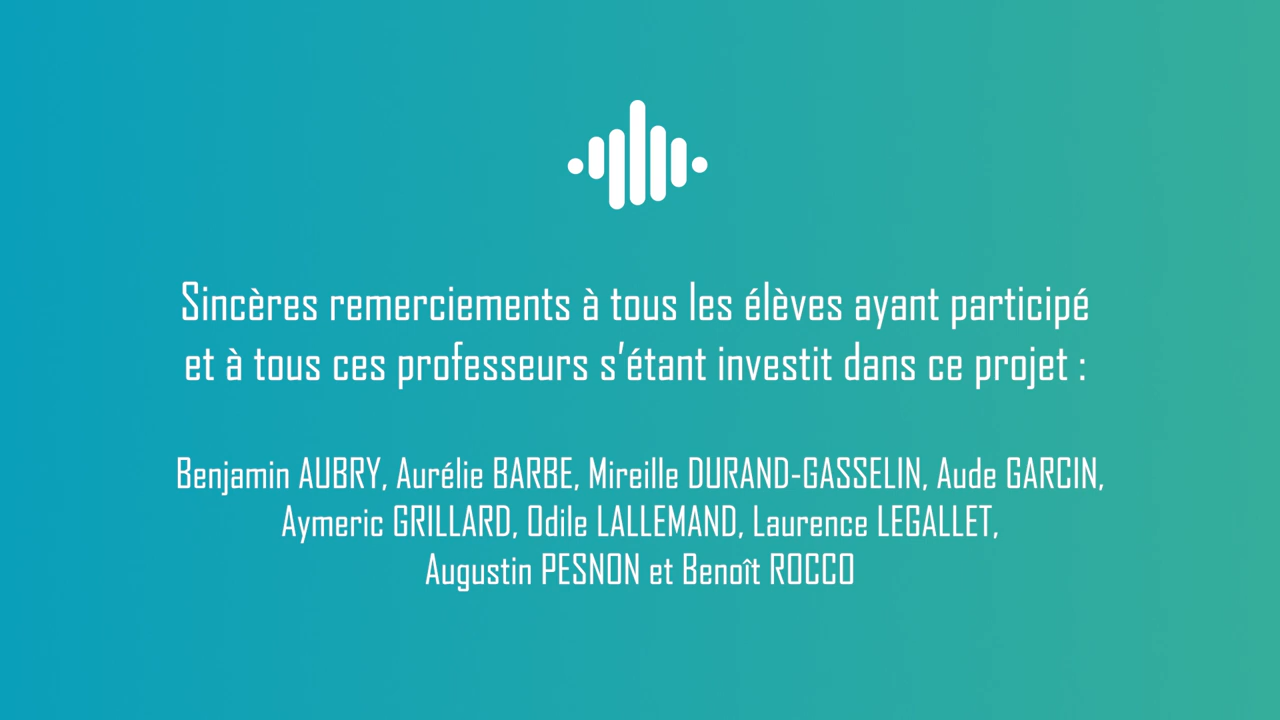 Sincères remerciements à tous les élèves ayant participé
et à tous ces professeurs s'étant investit dans ce projet :
Benjamin AUBRY, Aurélie BARBE, Mireille DURAND-GASSELIN, Aude GARCIN,
Aymeric GRILLARD, Odile LALLEMAND, Laurence LEGALLET,
Augustin PESNON et Benoît ROCCO